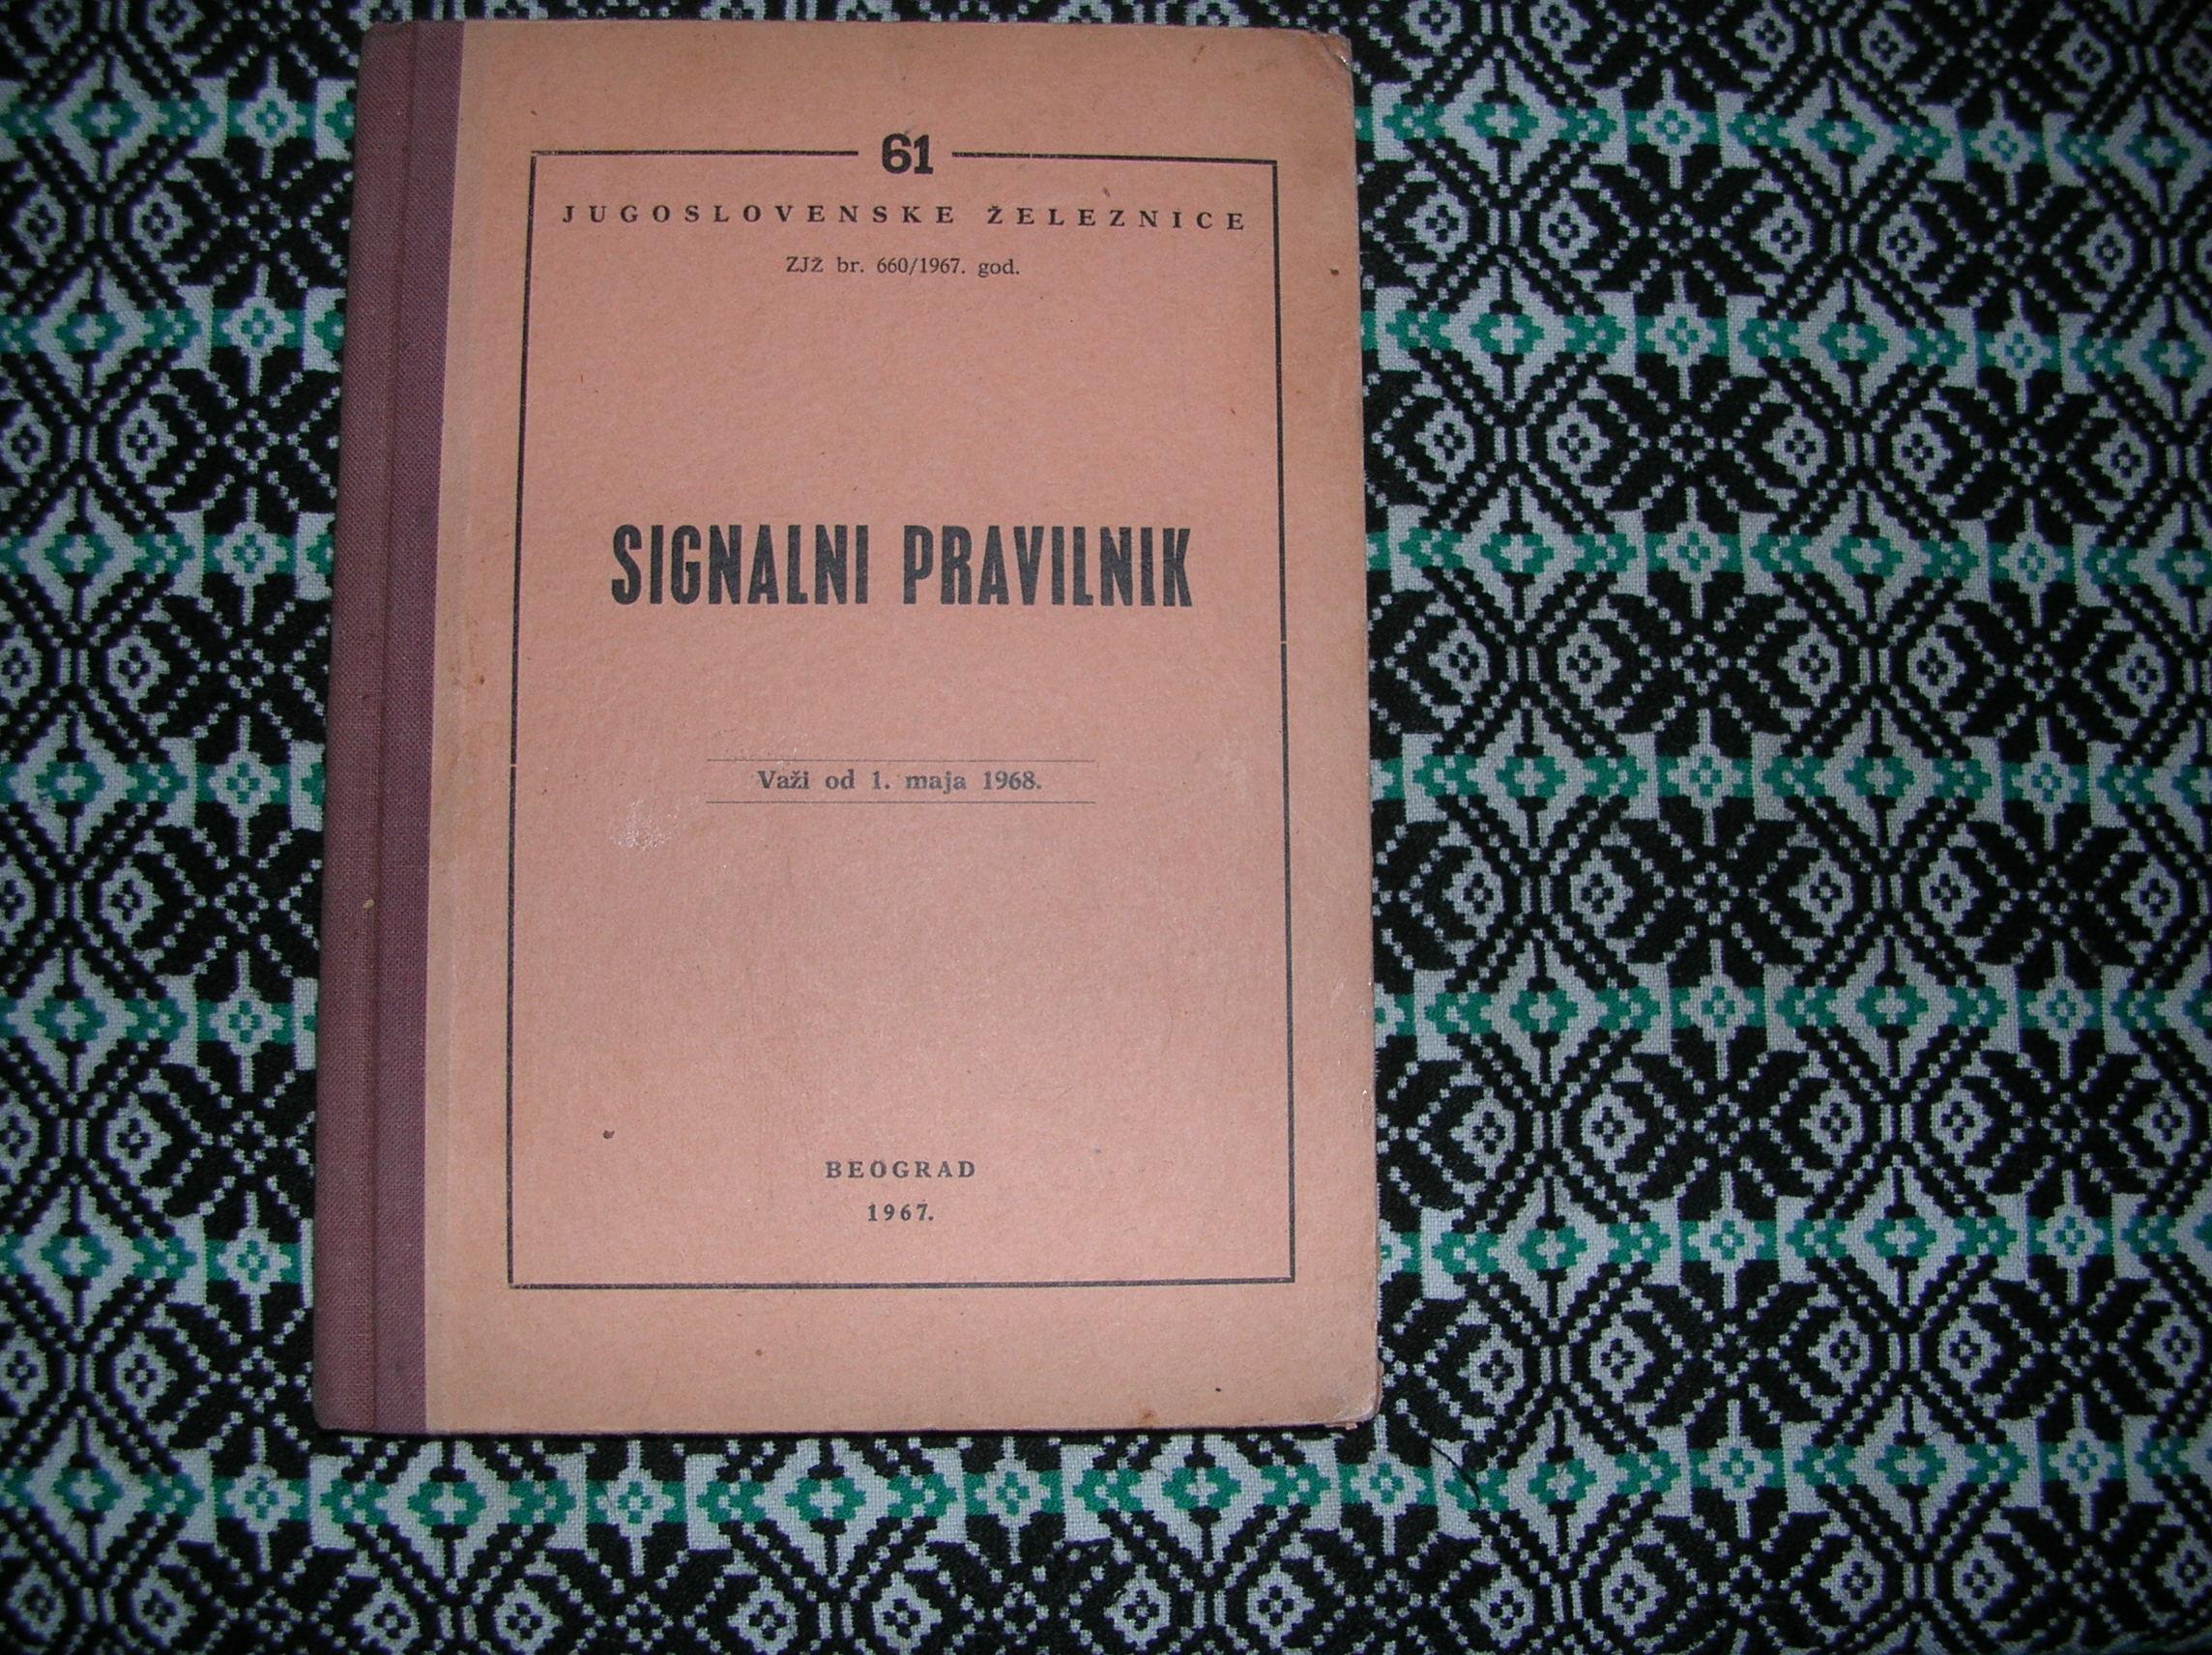 61
JUGOSLOVENSKE ŽELEZNICE
ZJŽ br. 660/1967. god.
SIGNALNI PRAVILNIK
Važi od 1. maja 1968.
BEOGRAD
1967.